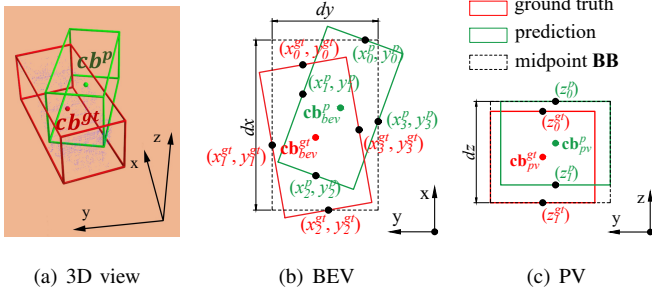 cb^p
cb^gt
x
z
y
(a) 3D view
dy
(x_0^gt, y_0^gt)
(x_0^p, y_0^p)
(x_1^p, y_1^p)
cb_bev^p
dx
cb_bev^gt
(x_1^gt, y_1^gt)
(x_3^p, y_3^p)
(x_3^gt, y_3^gt)
(x_2^p, y_2^p)
(x_2^gt, y_2^gt)
x
y
(b) BEV
ground truth
prediction
midpoint BB
(z_0^p)
(z_0^gt)
dz
cb_pv^p
cb_pv^gt
(z_1^p)
(z_1^gt)
z
y
(c) PV